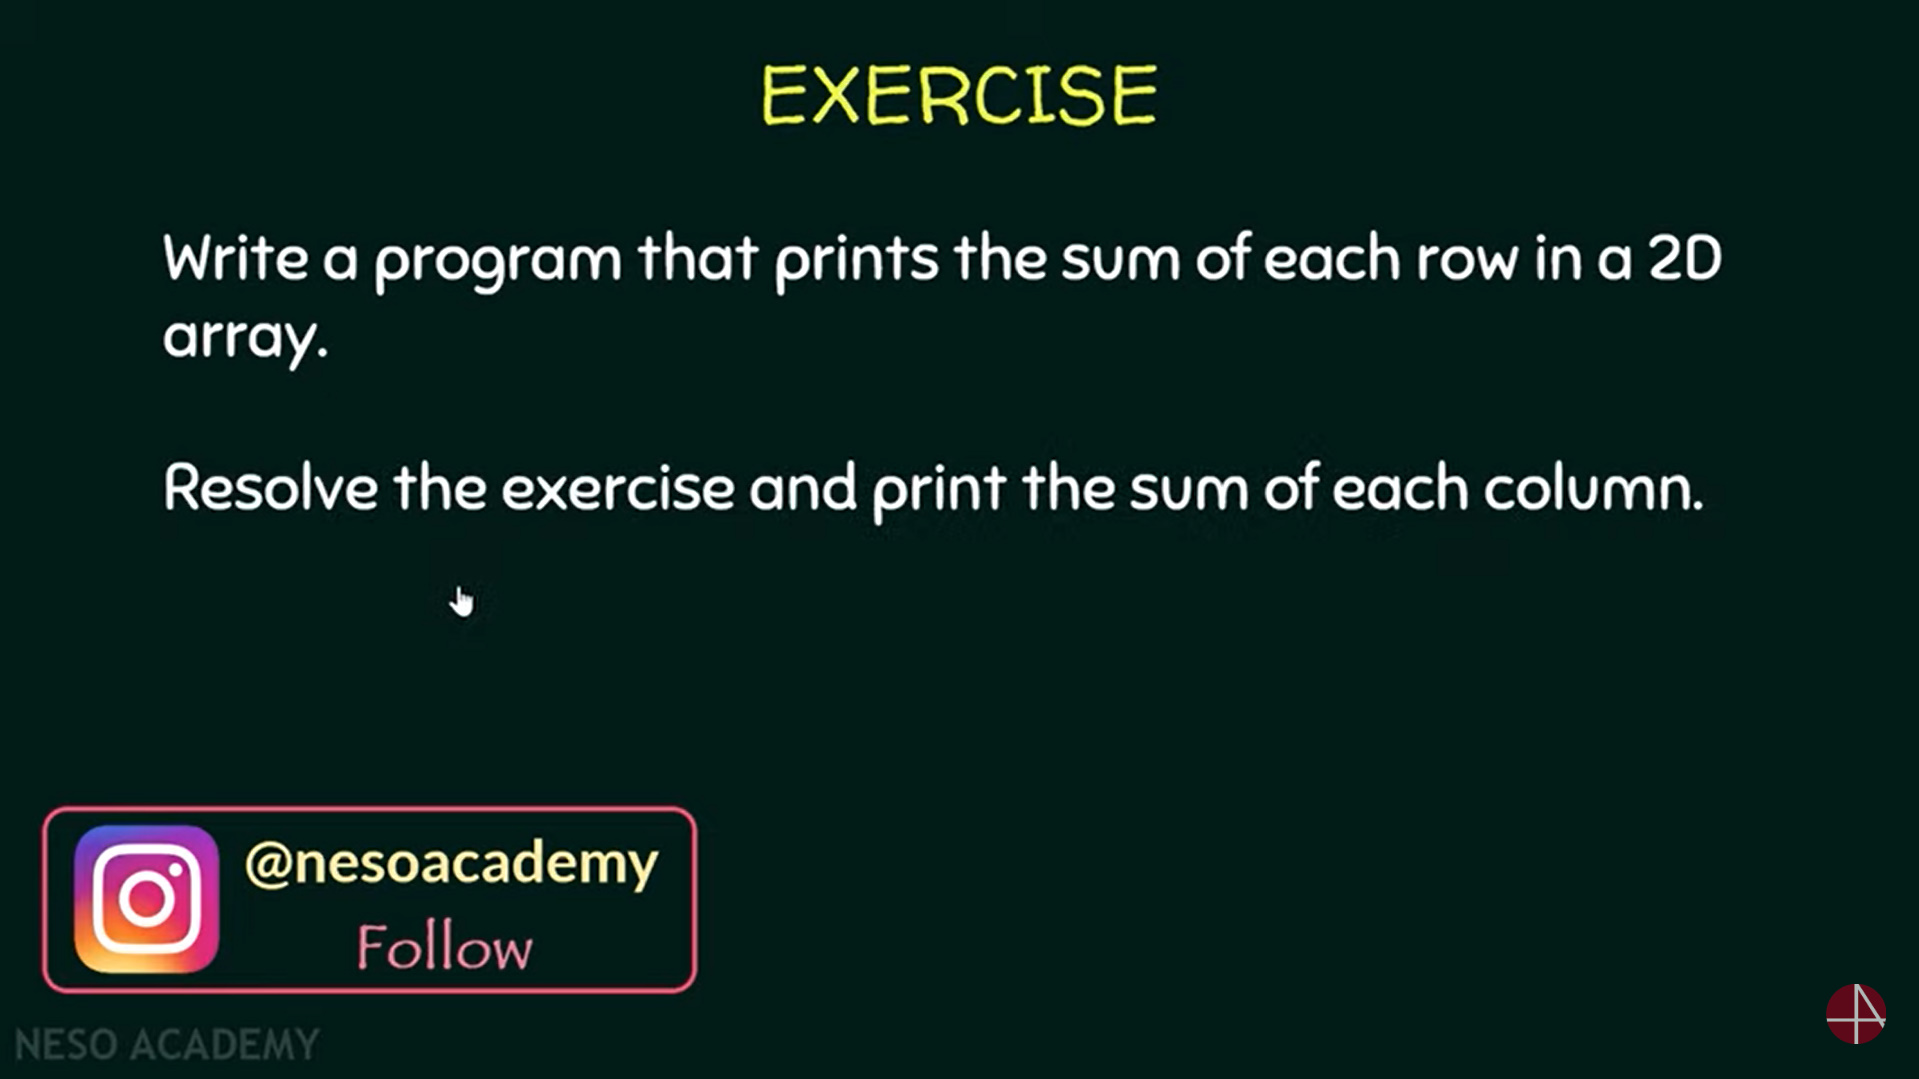 EXERCISE
Write a program that prints the sum of each row in a 2D
array.
Resolve the exercise and print the sum of each column.
@nesoacademy
Follow
NESO ACADEMY